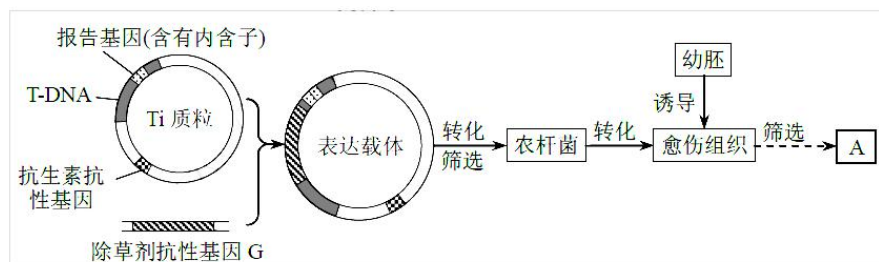 报告基因(含有内含子)
T-DNA
Ti 质粒
抗生素抗
性基因
除草剂抗性基因 G
表达载体
转化
筛选
农杆菌
转化
幼胚
诱导
愈伤组织
筛选
A